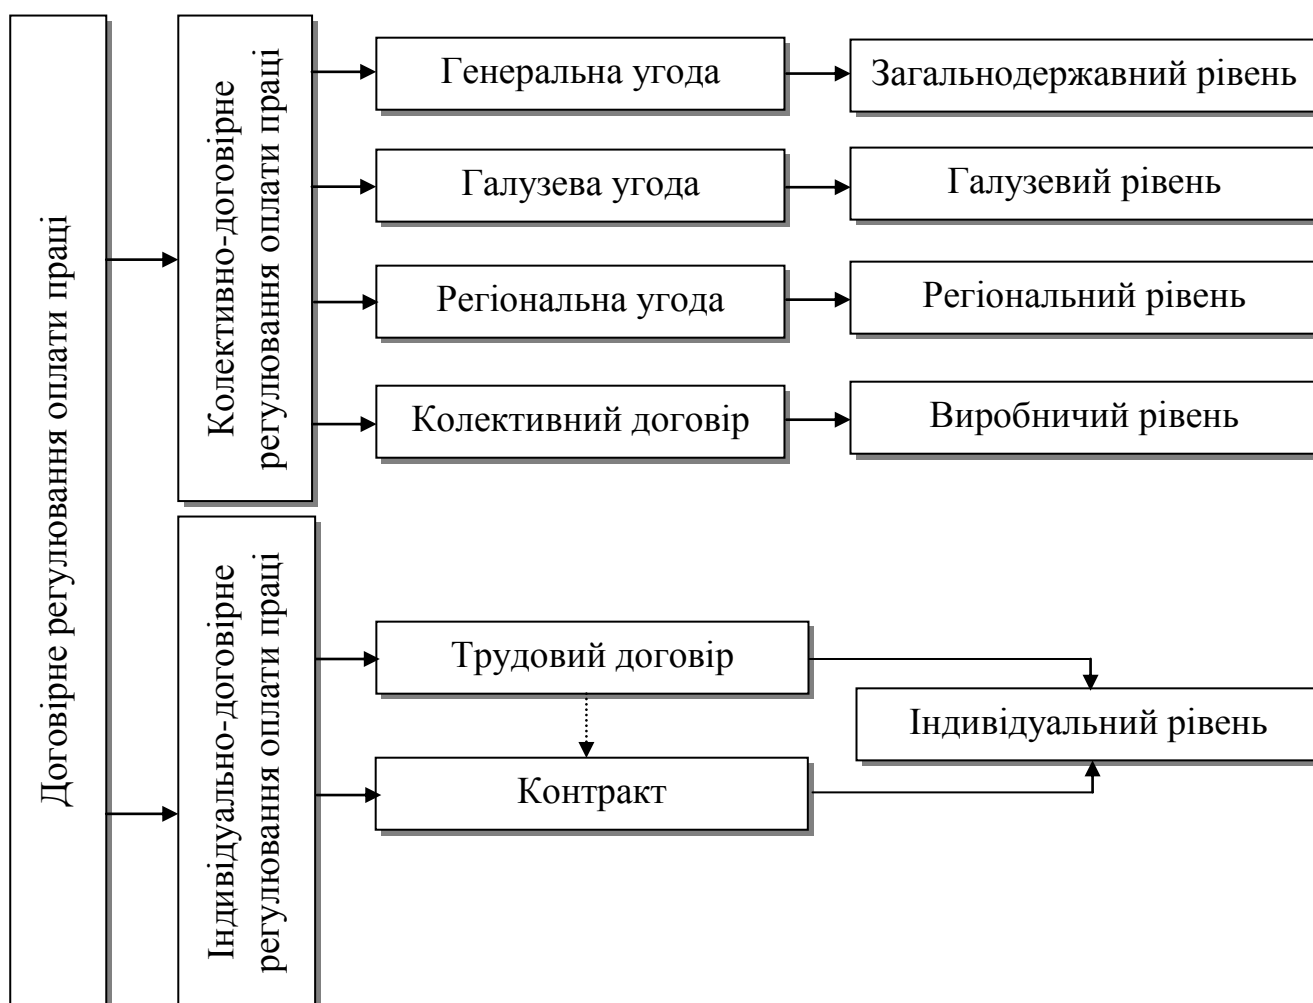 Договірне регулювання оплати праці
Колективно-договірне
регулювання оплати праці
Генеральна угода
Загальнодержавний рівень
Галузева угода
Галузевий рівень
Регіональна угода
Регіональний рівень
Колективний договір
Виробничий рівень
Індивідуально-договірне
регулювання оплати праці
Трудовий договір
Індивідуальний рівень
Контракт